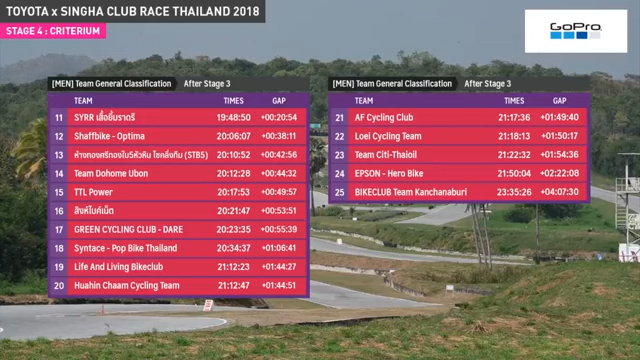 TOYOTA x SINGHA CLUB RACE THAILAND 2018
STAGE 4 : CRITERIUM
GoPro
[MEN] Team General Classification After Stage 3
TEAM TIMES GAP
11 SYRR เสื่อยิ้มราตรี 19:48:50 +00:20:54
12 Shaffbike - Optima 20:06:07 +00:38:11
13 ห้างทองศรีทองใบ5หัวหิน โชคสั่งทึม (STB5) 20:10:52 +00:42:56
14 Team Dohome Ubon 20:12:28 +00:44:32
15 TTL Power 20:17:53 +00:49:57
16 สิงห์ไบค์เน็ต 20:21:47 +00:53:51
17 GREEN CYCLING CLUB - DARE 20:23:35 +00:55:39
18 Syntace - Pop Bike Thailand 20:34:37 +01:06:41
19 Life And Living Bikeclub 21:12:23 +01:44:27
20 Huahin Chaam Cycling Team 21:12:47 +01:44:51
[MEN] Team General Classification After Stage 3
TEAM TIMES GAP
21 AF Cycling Club 21:17:36 +01:49:40
22 Loei Cycling Team 21:18:13 +01:50:17
23 Team Citi-Thaioil 21:22:32 +01:54:36
24 EPSON - Hero Bike 21:50:04 +02:22:08
25 BIKECLUB Team Kanchanaburi 23:35:26 +04:07:30